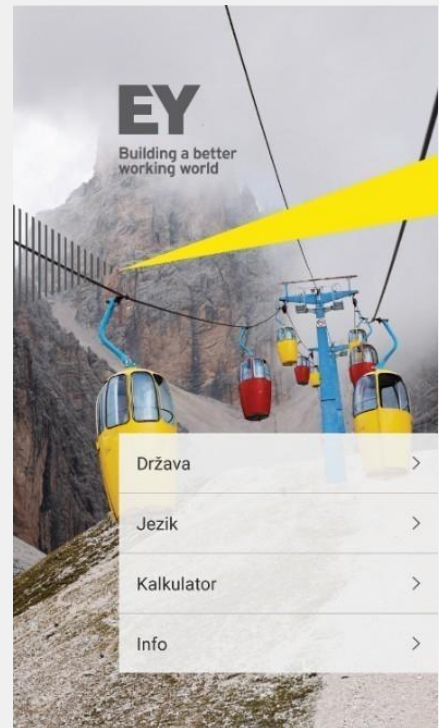 EY
Building a better
working world
Država
Jezik
Kalkulator
Info